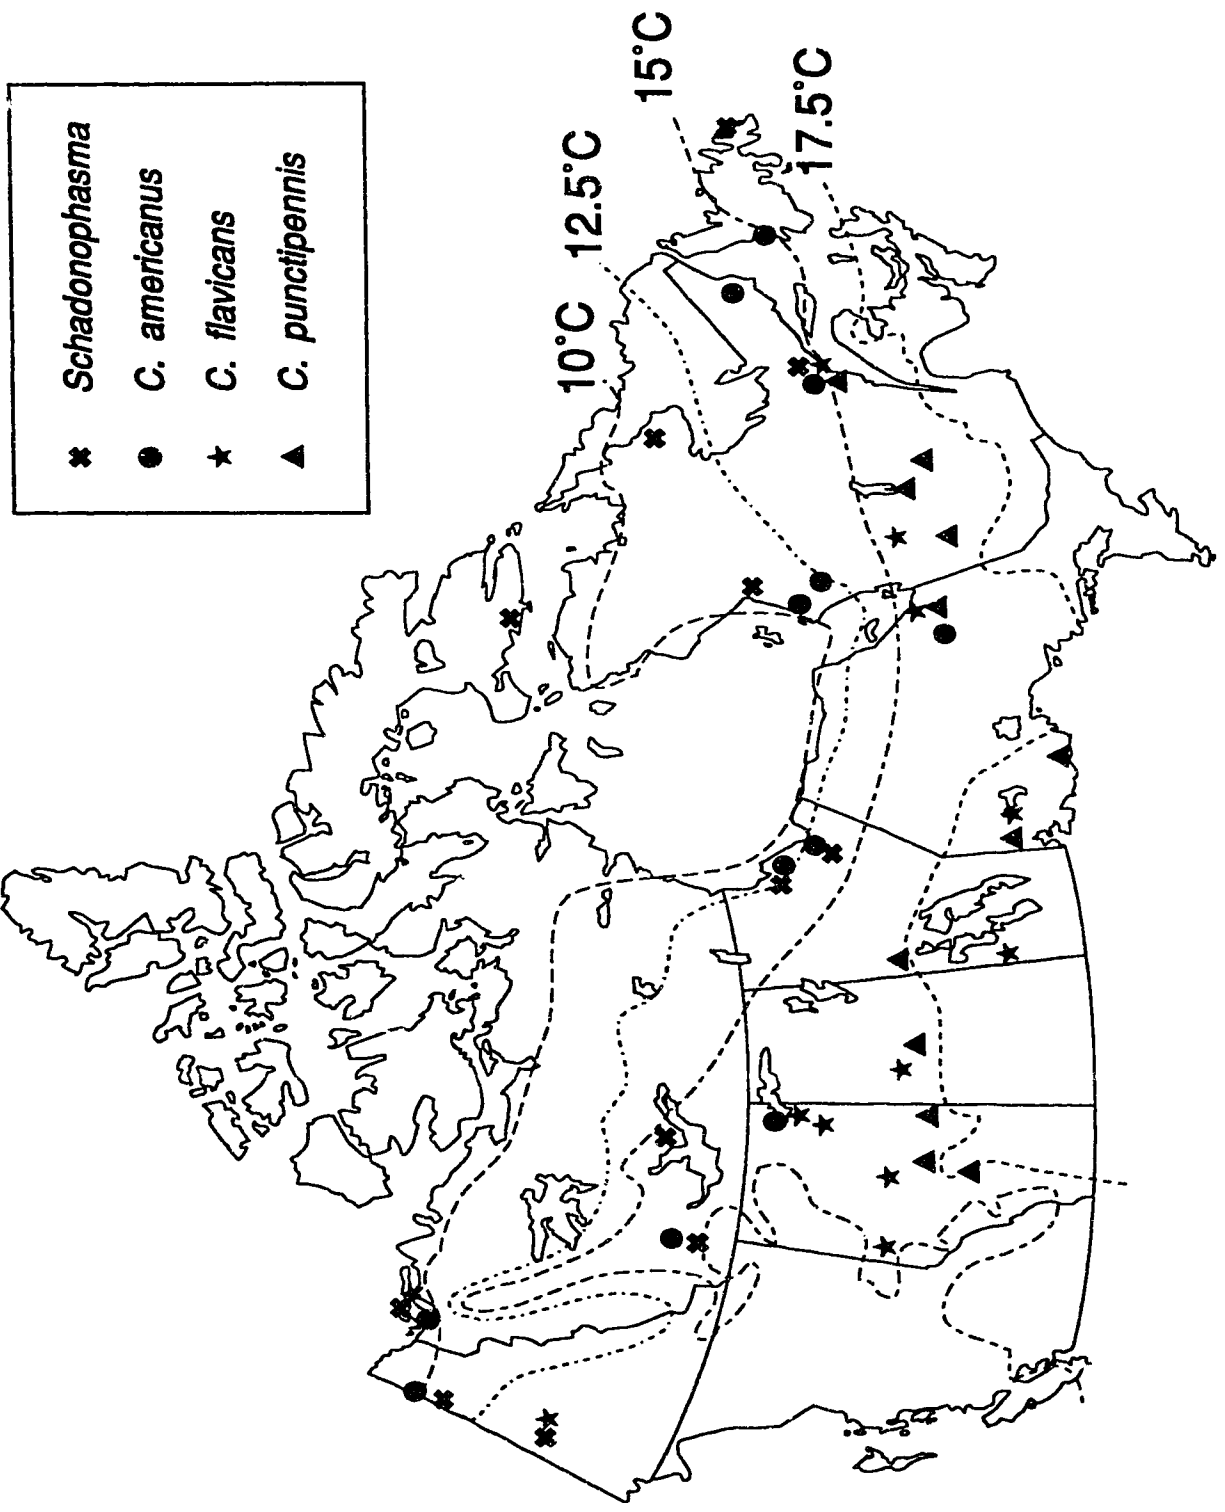 Schadonophasma
C. americanus
C. flavicans
C. punctipennis
10°C
12.5°C
15°C
17.5°C